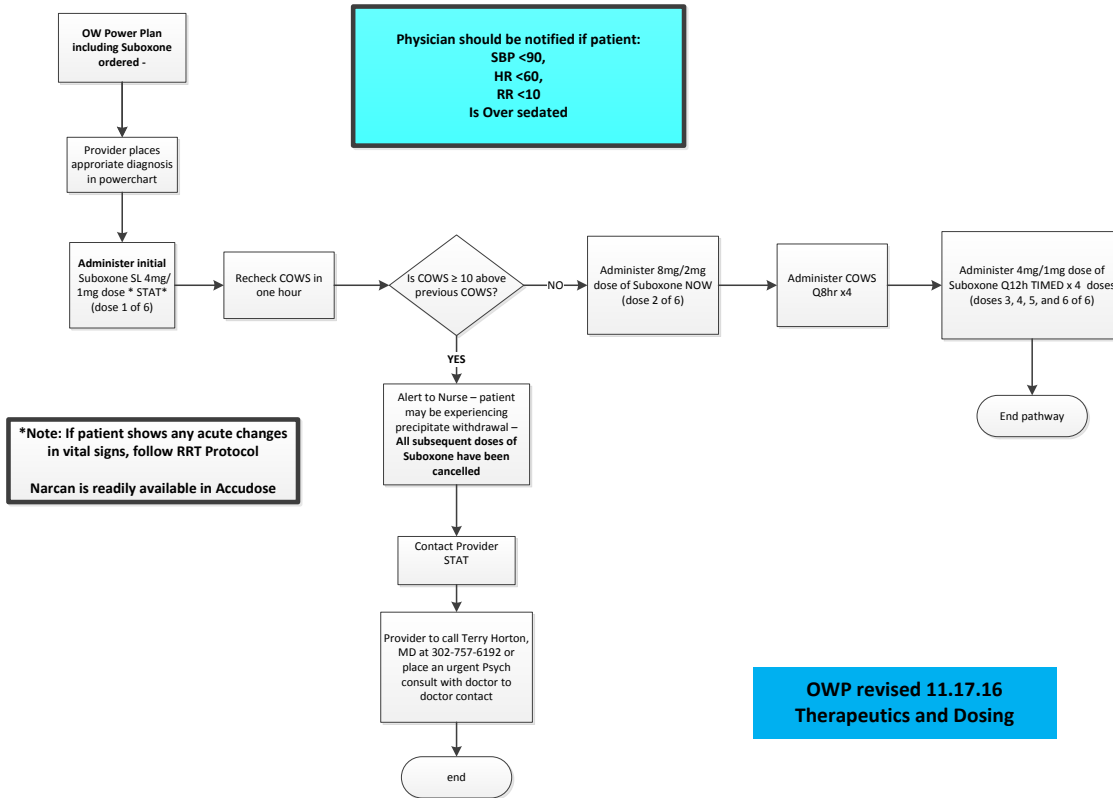 OW Power Plan
including Suboxone
ordered -
Physician should be notified if patient:
SBP <90,
HR <60,
RR <10
Is Over sedated
Provider places
approriate diagnosis
in powerchart
Administer initial
Suboxone SL 4mg/
1mg dose * STAT*
(dose 1 of 6)
Recheck COWS in
one hour
Is COWS ≥ 10 above
previous COWS?
NO
Administer 8mg/2mg
dose of Suboxone NOW
(dose 2 of 6)
Administer COWS
Q8hr x4
Administer 4mg/1mg dose of
Suboxone Q12h TIMED x 4 doses
(doses 3, 4, 5, and 6 of 6)
End pathway
YES
Alert to Nurse – patient
may be experiencing
precipitate withdrawal –
All subsequent doses of
Suboxone have been
cancelled
*Note: If patient shows any acute changes
in vital signs, follow RRT Protocol
Narcan is readily available in Accudose
Contact Provider
STAT
Provider to call Terry Horton,
MD at 302-757-6192 or
place an urgent Psych
consult with doctor to
doctor contact
end
OWP revised 11.17.16
Therapeutics and Dosing